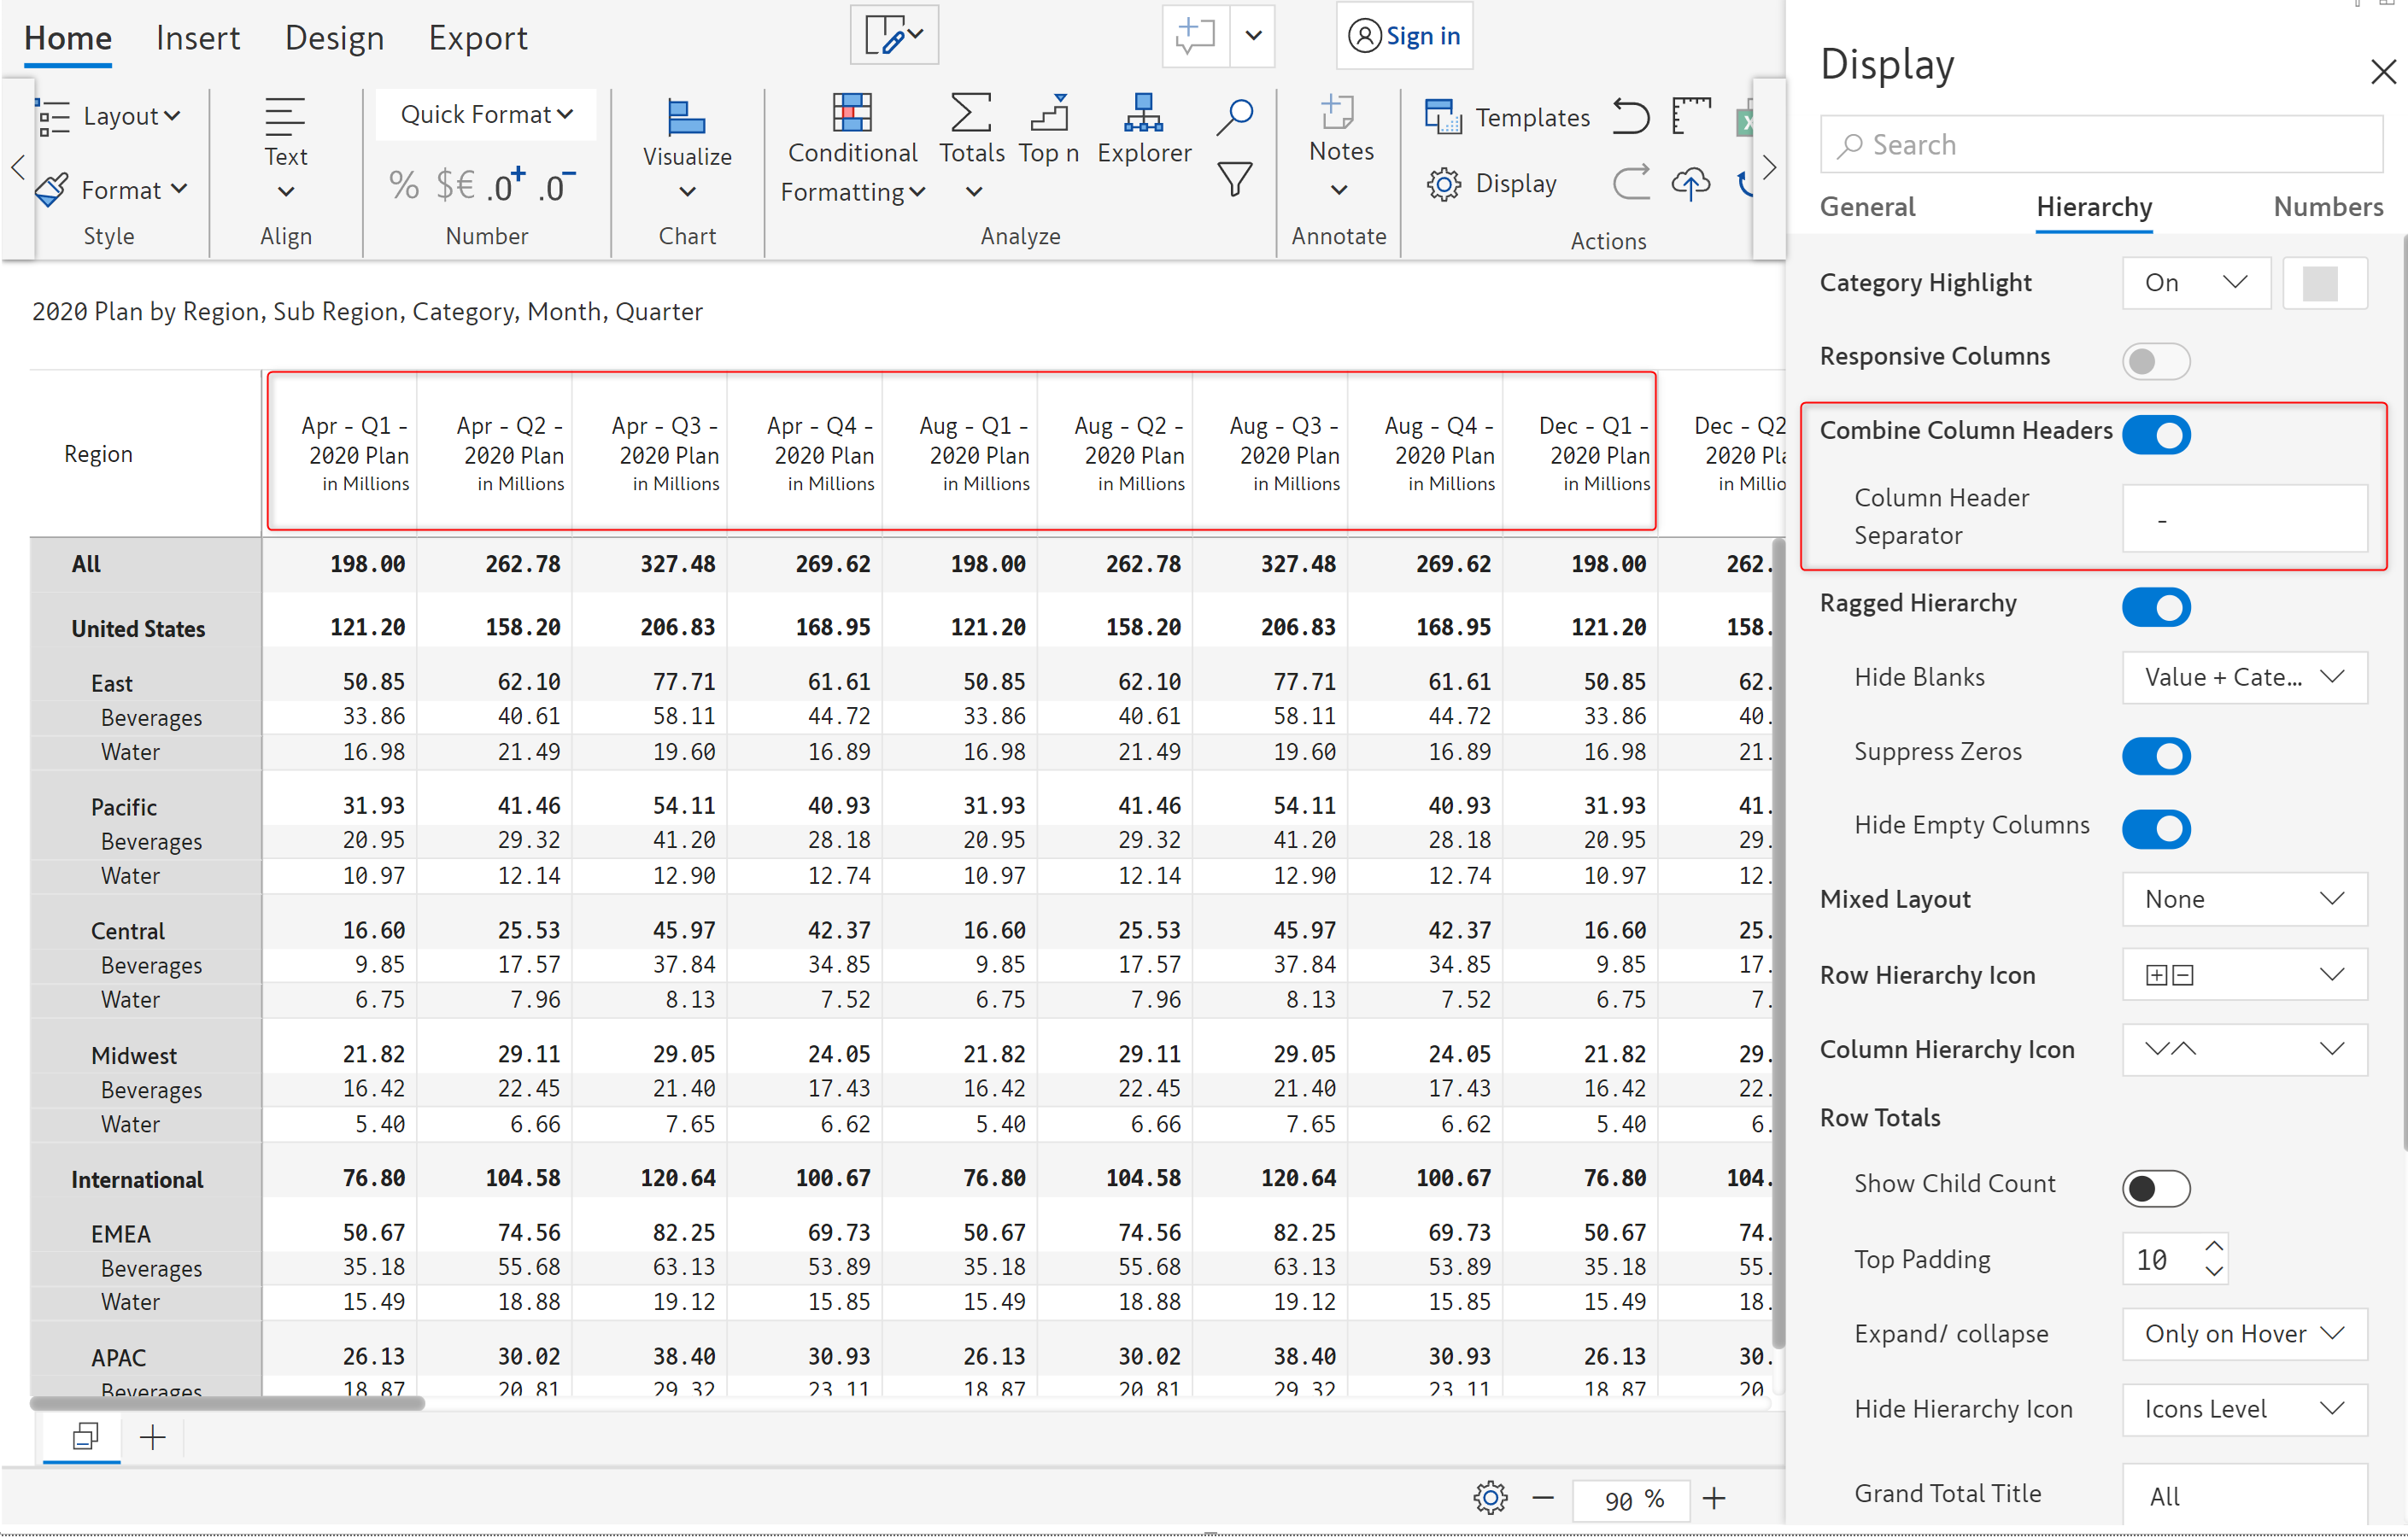 Home Insert Design Export Sign in
Layout Format Style
Text Align
Quick Format
% $€ .0+ .0-
Number
Visualize
Chart
Conditional
Formatting
Totals Top n Explorer
Analyze
Notes
Annotate
Templates
Display
Actions
2020 Plan by Region, Sub Region, Category, Month, Quarter
Region
Apr - Q1 - 2020 Plan in Millions
Apr - Q2 - 2020 Plan in Millions
Apr - Q3 - 2020 Plan in Millions
Apr - Q4 - 2020 Plan in Millions
Aug - Q1 - 2020 Plan in Millions
Aug - Q2 - 2020 Plan in Millions
Aug - Q3 - 2020 Plan in Millions
Aug - Q4 - 2020 Plan in Millions
Dec - Q1 - 2020 Plan in Millions
Dec - Q2
All 198.00 262.78 327.48 269.62 198.00 262.78 327.48 269.62 198.00 262.
United States 121.20 158.20 206.83 168.95 121.20 158.20 206.83 168.95 121.20 158.
East 50.85 62.10 77.71 61.61 50.85 62.10 77.71 61.61 50.85 62.
Beverages 33.86 40.61 58.11 44.72 33.86 40.61 58.11 44.72 33.86 40.
Water 16.98 21.49 19.60 16.89 16.98 21.49 19.60 16.89 16.98 21.
Pacific 31.93 41.46 54.11 40.93 31.93 41.46 54.11 40.93 31.93 41.
Beverages 20.95 29.32 41.20 28.18 20.95 29.32 41.20 28.18 20.95 29.
Water 10.97 12.14 12.90 12.74 10.97 12.14 12.90 12.74 10.97 12.
Central 16.60 25.53 45.97 42.37 16.60 25.53 45.97 42.37 16.60 25.
Beverages 9.85 17.57 37.84 34.85 9.85 17.57 37.84 34.85 9.85 17.
Water 6.75 7.96 8.13 7.52 6.75 7.96 8.13 7.52 6.75 7.
Midwest 21.82 29.11 29.05 24.05 21.82 29.11 29.05 24.05 21.82 29.
Beverages 16.42 22.45 21.40 17.43 16.42 22.45 21.40 17.43 16.42 22.
Water 5.40 6.66 7.65 6.62 5.40 6.66 7.65 6.62 5.40 6.
International 76.80 104.58 120.64 100.67 76.80 104.58 120.64 100.67 76.80 104.
EMEA 50.67 74.56 82.25 69.73 50.67 74.56 82.25 69.73 50.67 74.
Beverages 35.18 55.68 63.13 53.89 35.18 55.68 63.13 53.89 35.18 55.
Water 15.49 18.88 19.12 15.85 15.49 18.88 19.12 15.85 15.49 18.
APAC 26.13 30.02 38.40 30.93 26.13 30.02 38.40 30.93 26.13 30.
Beverages 18.87 20.81 29.32 23.11 18.87 20.81 29.32 23.11 18.87 20
90 %
Display
Search
General Hierarchy Numbers
Category Highlight On
Responsive Columns
Combine Column Headers
Column Header
Separator -
Ragged Hierarchy
Hide Blanks Value + Cate...
Suppress Zeros
Hide Empty Columns
Mixed Layout None
Row Hierarchy Icon
Column Hierarchy Icon
Row Totals
Show Child Count
Top Padding 10
Expand/ collapse Only on Hover
Hide Hierarchy Icon Icons Level
Grand Total Title All